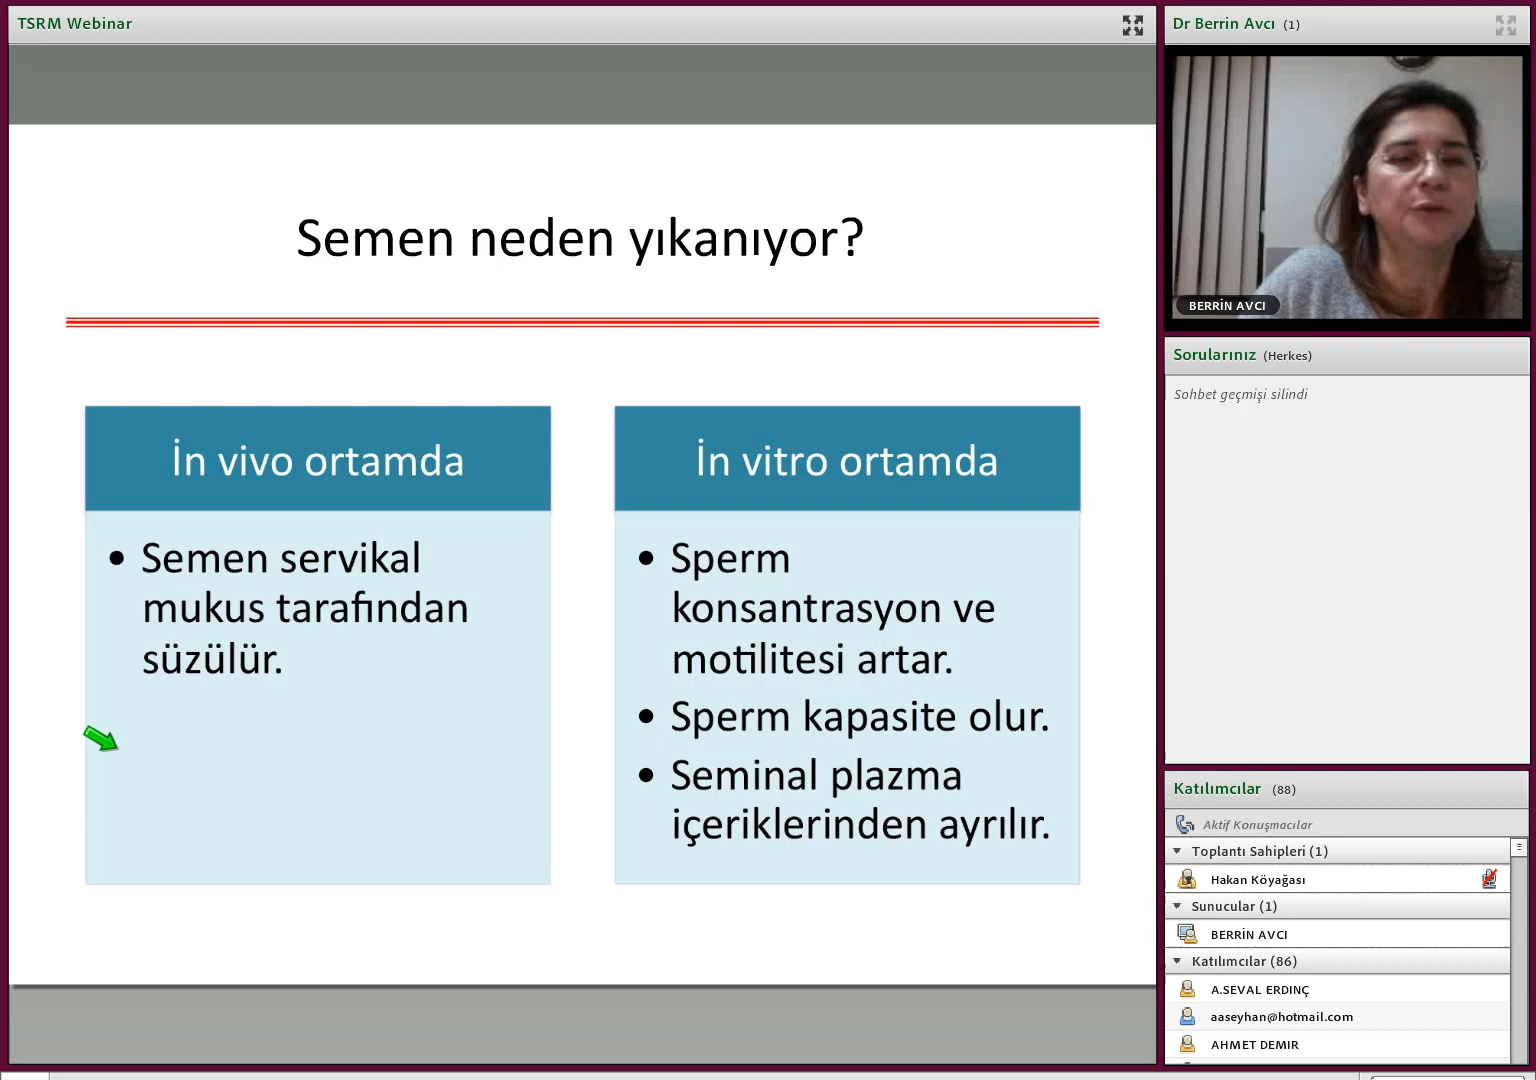 TSRM Webinar
Semen neden yıkanıyor?
İn vivo ortamda
• Semen servikal
mukus tarafından
süzülür.
İn vitro ortamda
• Sperm
konsantrasyon ve
motilitesi artar.
• Sperm kapasite olur.
• Seminal plazma
içeriklerinden ayrılır.
Dr Berrin Avcı (1)
BERRİN AVCI
Sorularınız (Herkes)
Sohbet geçmişi silindi
Katılımcılar (88)
Aktif Konuşmacılar
Toplantı Sahipleri (1)
Hakan Köyağası
Sunucular (1)
BERRİN AVCI
Katılımcılar (86)
A.SEVAL ERDINÇ
aaseyhan@hotmail.com
AHMET DEMIR